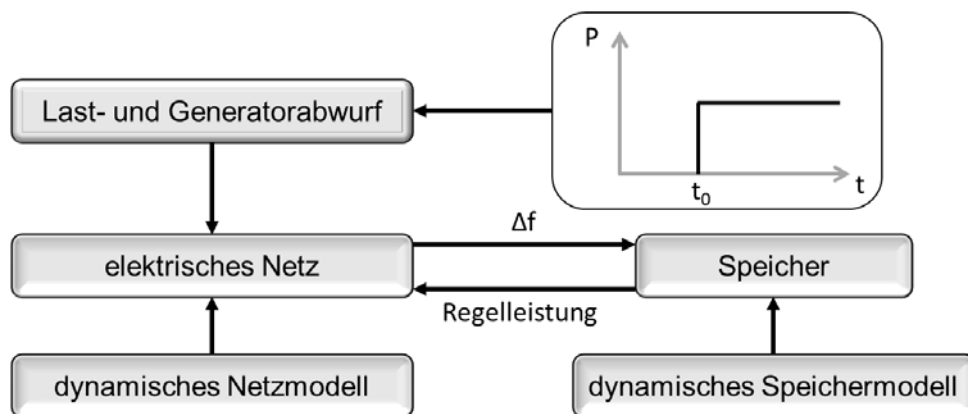 P
Last- und Generatorabwurf
t₀
t
Δf
elektrisches Netz
Speicher
Regelleistung
dynamisches Netzmodell
dynamisches Speichermodell